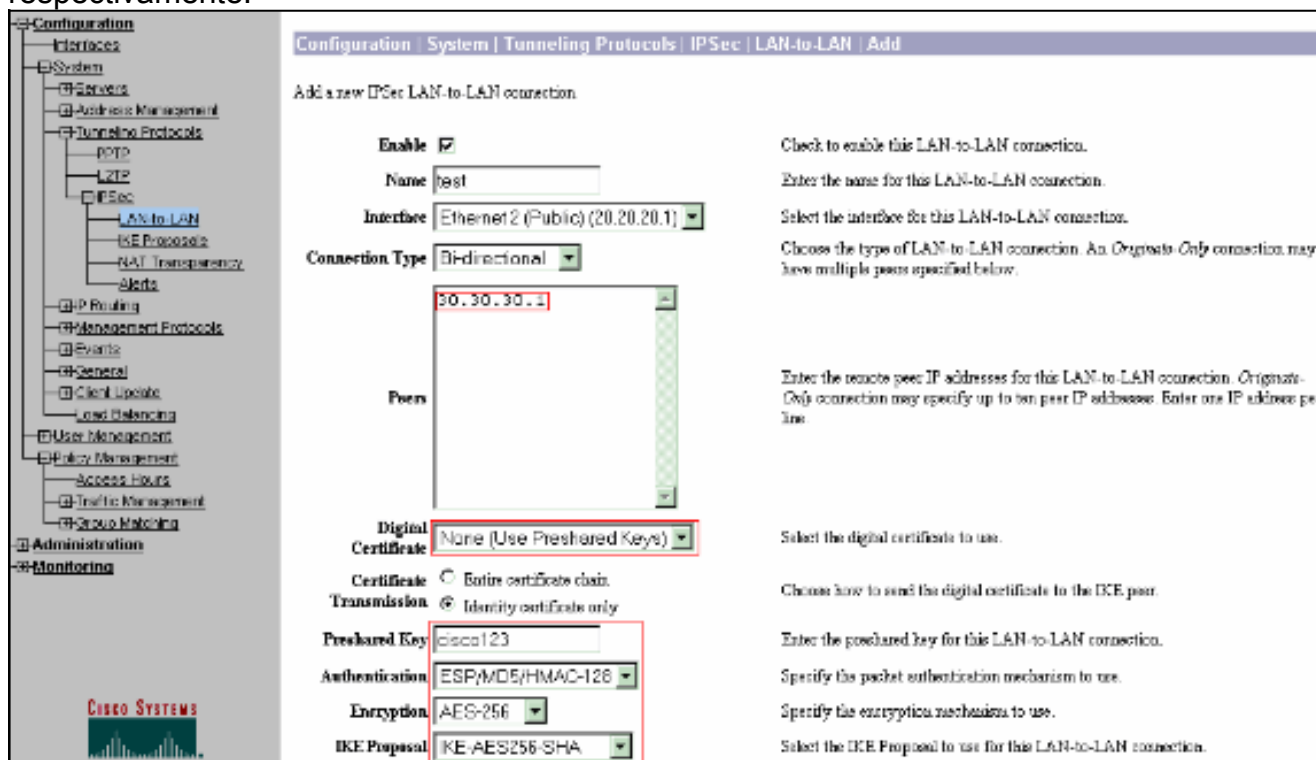 respectivamente.
Configuration
Interfaces
System
Servers
Address Management
Tunneling Protocols
PPTP
L2TP
IPSec
LAN-to-LAN
IKE Proposals
NAT Transparency
Alerts
IP Routing
Management Protocols
Events
General
Client Update
Load Balancing
User Management
Policy Management
Access Hours
Traffic Management
Group Matching
Administration
Monitoring
CISCO SYSTEMS
Configuration | System | Tunneling Protocols | IPSec | LAN-to-LAN | Add
Add a new IPSec LAN-to-LAN connection.
Enable Check to enable this LAN-to-LAN connection.
Name test Enter the name for this LAN-to-LAN connection.
Interface Ethernet 2 (Public) (20.20.20.1) Select the interface for this LAN-to-LAN connection.
Connection Type Bi-directional Choose the type of LAN-to-LAN connection. An Originate-Only connection may
have multiple peers specified below.
30.30.30.1
Peers Enter the remote peer IP addresses for this LAN-to-LAN connection. Originate-
Only connection may specify up to ten peer IP addresses. Enter one IP address pe
line.
Digital
Certificate None (Use Preshared Keys) Select the digital certificate to use.
Certificate
Transmission Entire certificate chain
Identity certificate only Choose how to send the digital certificate to the IKE peer.
Preshared Key cisco123 Enter the preshared key for this LAN-to-LAN connection.
Authentication ESP/MD5/HMAC-128 Specify the packet authentication mechanism to use.
Encryption AES-256 Specify the encryption mechanism to use.
IKE Proposal IKE-AES256-SHA Select the IKE Proposal to use for this LAN-to-LAN connection.